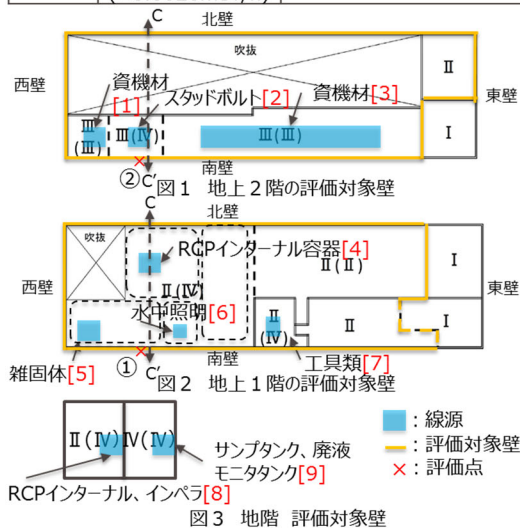 C
北壁
吹抜
Ⅱ
西壁
資機材[1]
スタッドボルト[2]
資機材[3]
東壁
Ⅲ(Ⅲ)
Ⅲ(Ⅳ)
Ⅲ(Ⅲ)
Ⅰ
南壁
② C'
図1 地上2階の評価対象壁
C
北壁
吹抜
RCPインターナル容器[4]
Ⅱ(Ⅱ)
Ⅰ
西壁
Ⅱ(Ⅳ)
東壁
水中照明[6]
Ⅱ(Ⅳ)
Ⅱ
Ⅰ
雑固体[5]
① C'
南壁
工具類[7]
図2 地上1階の評価対象壁
Ⅱ(Ⅳ)
Ⅳ(Ⅳ)
サンプタンク、廃液
モニタタンク[9]
RCPインターナル、インペラ[8]
:線源
:評価対象壁
×:評価点
図3 地階 評価対象壁